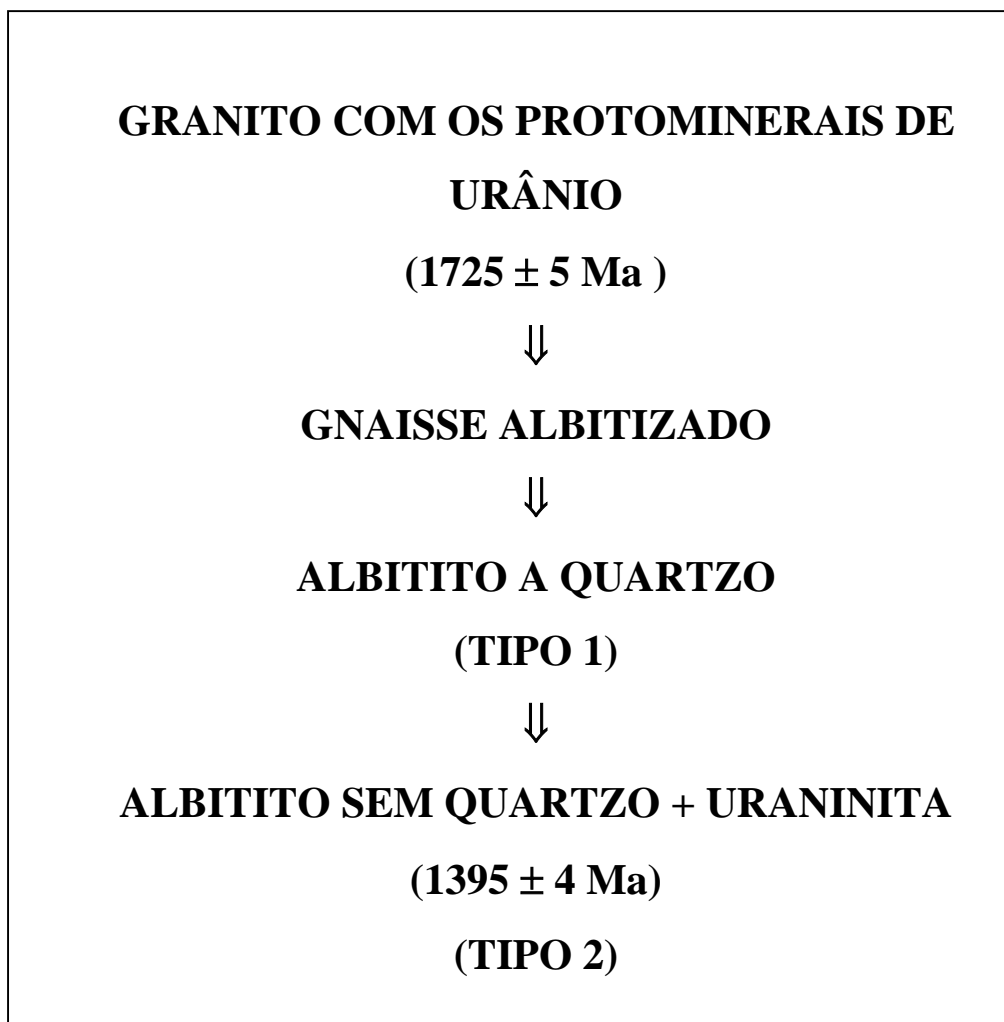 GRANITO COM OS PROTOMINERAIS DE
URÂNIO
(1725 ± 5 Ma )
⇓
GNAISSE ALBITIZADO
⇓
ALBITITO A QUARTZO
(TIPO 1)
⇓
ALBITITO SEM QUARTZO + URANINITA
(1395 ± 4 Ma)
(TIPO 2)